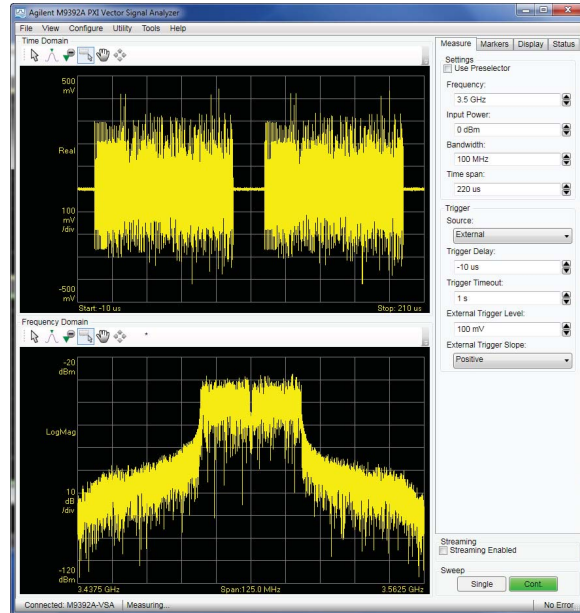 Agilent M9392A PXI Vector Signal Analyzer
File View Configure Utility Tools Help
Time Domain
500
mV
Real
100
mV
/div
-500
mV
Start:-10 us
Stop: 210 us
Frequency Domain
-20
dBm
LogMag
10
dB
/div
-120
dBm
3.4375 GHz
Span:125.0 MHz
3.5625 GHz
Measure Markers Display Status
Settings
Use Preselector
Frequency:
3.5 GHz
Input Power:
0 dBm
Bandwidth:
100 MHz
Time span:
220 us
Trigger
Source:
External
Trigger Delay:
-10 us
Trigger Timeout:
1 s
External Trigger Level:
100 mV
External Trigger Slope:
Positive
Streaming
Streaming Enabled
Sweep
Single Cont.
Connected: M9392A-VSA Measuring... No Error